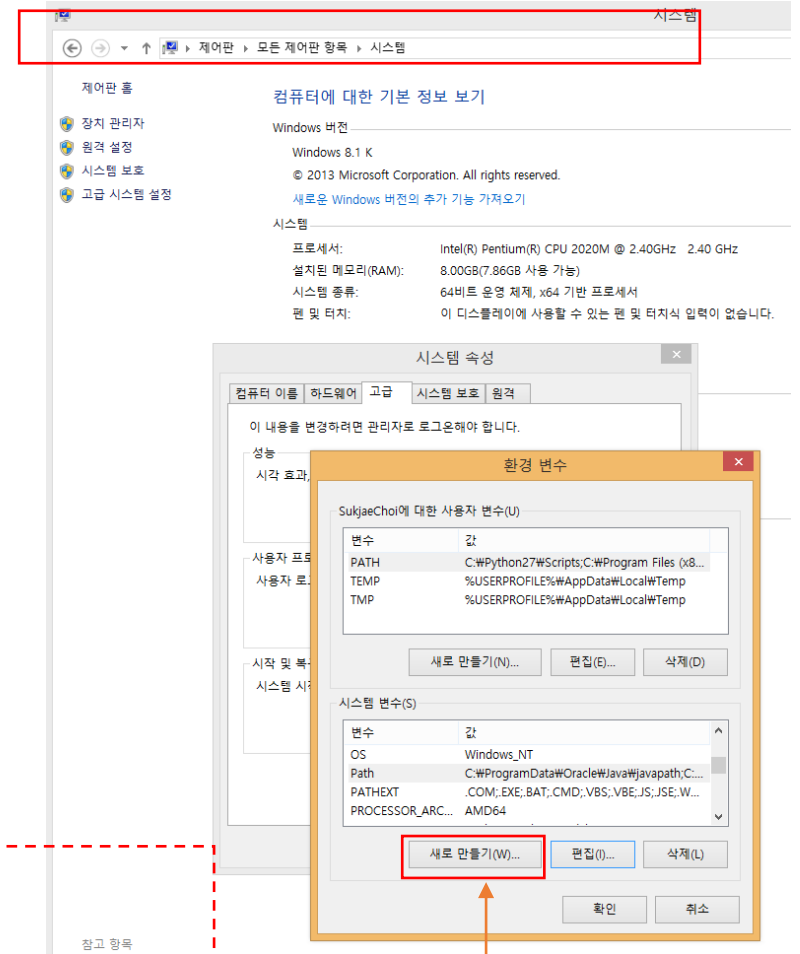 시스템
제어판 ▸ 모든 제어판 항목 ▸ 시스템
제어판 홈
장치 관리자
원격 설정
시스템 보호
고급 시스템 설정
컴퓨터에 대한 기본 정보 보기
Windows 버전
Windows 8.1 K
© 2013 Microsoft Corporation. All rights reserved.
새로운 Windows 버전의 추가 기능 가져오기
시스템
프로세서: Intel(R) Pentium(R) CPU 2020M @ 2.40GHz 2.40 GHz
설치된 메모리(RAM): 8.00GB(7.86GB 사용 가능)
시스템 종류: 64비트 운영 체제, x64 기반 프로세서
펜 및 터치: 이 디스플레이에 사용할 수 있는 펜 및 터치식 입력이 없습니다.
시스템 속성
컴퓨터 이름 하드웨어 고급 시스템 보호 원격
이 내용을 변경하려면 관리자로 로그온해야 합니다.
성능
시각 효과,
사용자 프로
사용자 로
시작 및 복
시스템 시
환경 변수
SukjaeChoi에 대한 사용자 변수(U)
변수 값
PATH C:₩Python27₩Scripts;C:₩Program Files (x8...
TEMP %USERPROFILE%₩AppData₩Local₩Temp
TMP %USERPROFILE%₩AppData₩Local₩Temp
새로 만들기(N)... 편집(E)... 삭제(D)
시스템 변수(S)
변수 값
OS Windows_NT
Path C:₩ProgramData₩Oracle₩Java₩javapath;C:...
PATHEXT .COM;.EXE;.BAT;.CMD;.VBS;.VBE;.JS;.JSE;.W...
PROCESSOR_ARC... AMD64
새로 만들기(W)... 편집(I)... 삭제(L)
확인 취소
참고 항목